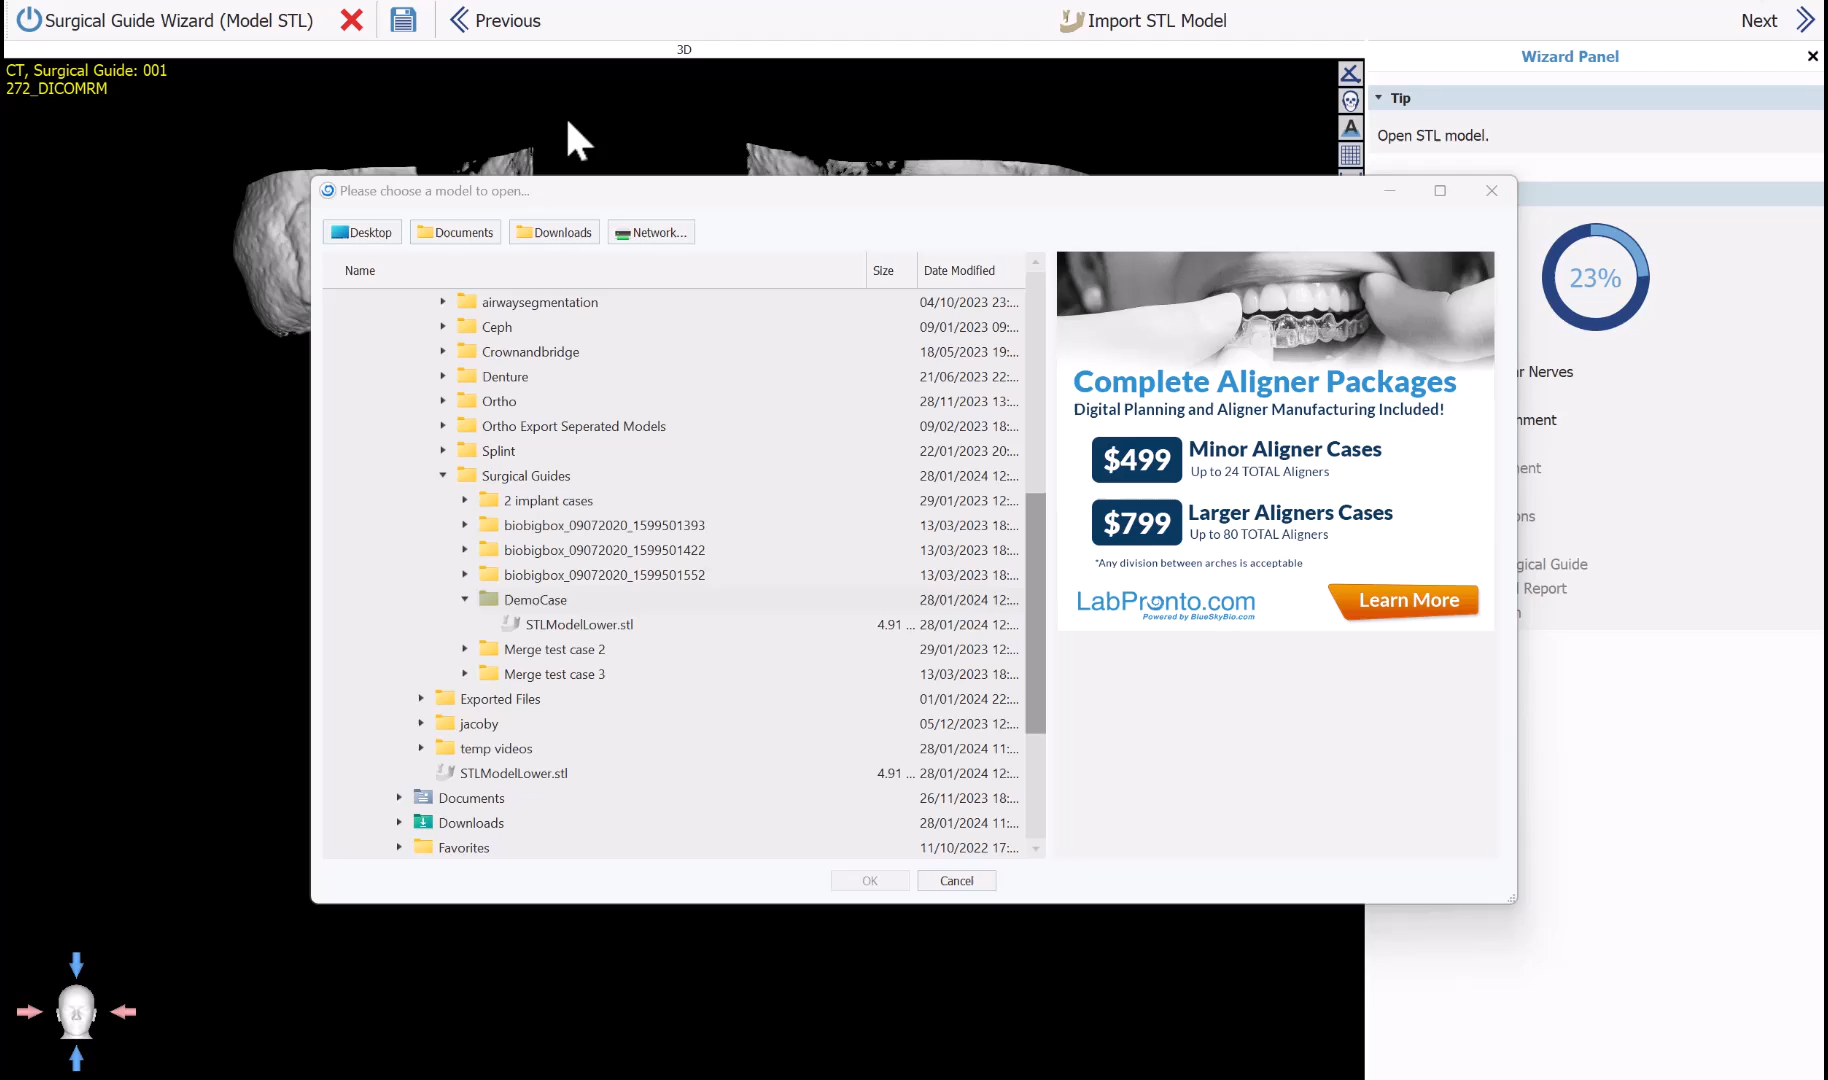 Surgical Guide Wizard (Model STL)
Previous
Import STL Model
Next
3D
CT, Surgical Guide: 001
272_DICOMRM
Wizard Panel
Tip
Open STL model.
23%
Please choose a model to open...
Desktop
Documents
Downloads
Network...
Name Size Date Modified
airwaysegmentation 04/10/2023 23:...
Ceph 09/01/2023 09:...
Crownandbridge 18/05/2023 19:...
Denture 21/06/2023 22:...
Ortho 28/11/2023 13:...
Ortho Export Seperated Models 09/02/2023 18:...
Splint 22/01/2023 20:...
Surgical Guides 28/01/2024 12:...
2 implant cases 29/01/2023 12:...
biobigbox_09072020_1599501393 13/03/2023 18:...
biobigbox_09072020_1599501422 13/03/2023 18:...
biobigbox_09072020_1599501552 13/03/2023 18:...
DemoCase 28/01/2024 12:...
STLModelLower.stl 4.91 ... 28/01/2024 12:...
Merge test case 2 29/01/2023 12:...
Merge test case 3 13/03/2023 18:...
Exported Files 01/01/2024 22:...
jacoby 05/12/2023 12:...
temp videos 28/01/2024 11:...
STLModelLower.stl 4.91 ... 28/01/2024 12:...
Documents 26/11/2023 18:...
Downloads 28/01/2024 11:...
Favorites 11/10/2022 17:...
OK
Cancel
Complete Aligner Packages
Digital Planning and Aligner Manufacturing Included!
$499 Minor Aligner Cases
Up to 24 TOTAL Aligners
$799 Larger Aligners Cases
Up to 80 TOTAL Aligners
*Any division between arches is acceptable
LabPronto.com
Powered by BlueSkyBio.com
Learn More
r Nerves
nment
ent
ons
gical Guide
Report
A